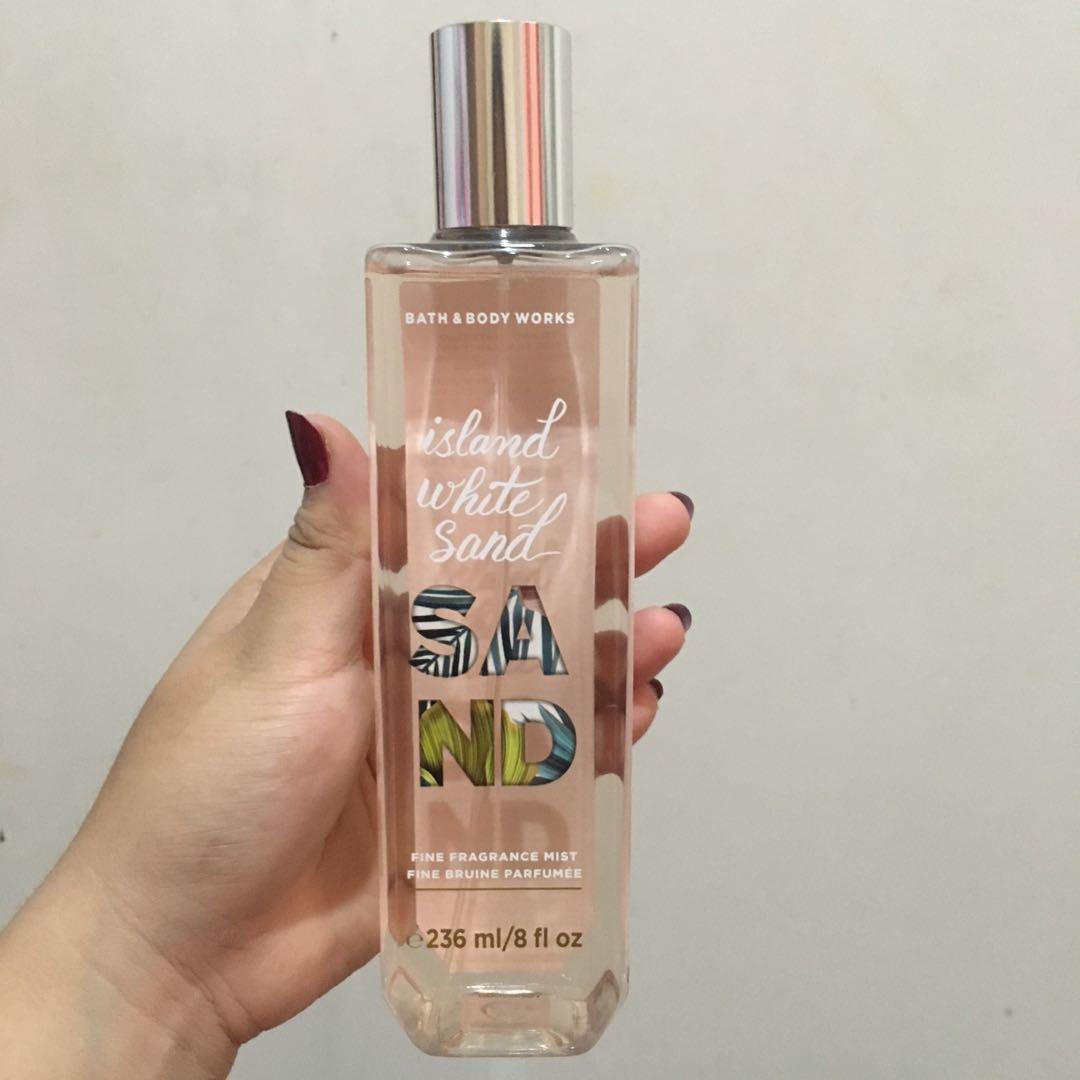 BATH & BODY WORKS
island
white
sand
SA
ND
FINE FRAGRANCE MIST
FINE BRUINE PARFUMÉE
℮236 ml/8 fl oz